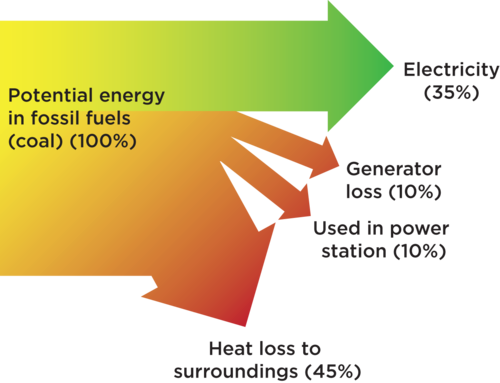 Electricity
(35%)
Potential energy
in fossil fuels
(coal) (100%)
Generator
loss (10%)
Used in power
station (10%)
Heat loss to
surroundings (45%)